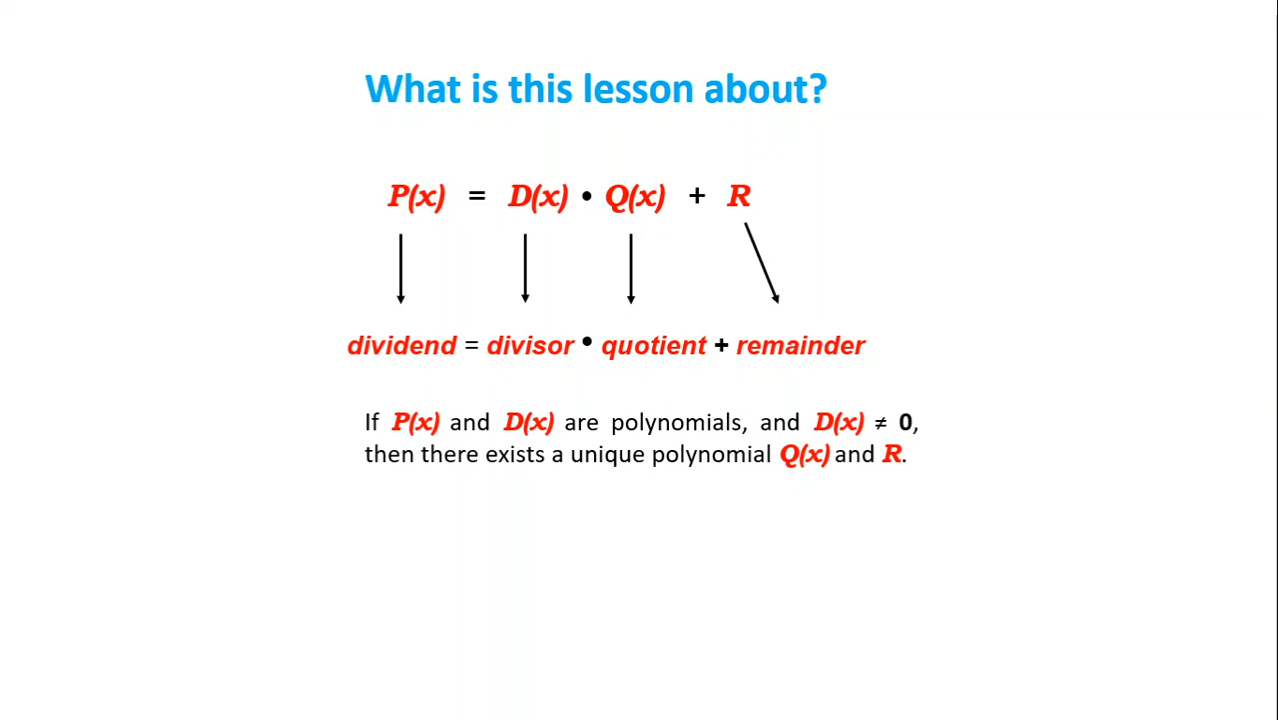 What is this lesson about?
P(x) = D(x) • Q(x) + R
dividend = divisor • quotient + remainder
If P(x) and D(x) are polynomials, and D(x) ≠ 0,
then there exists a unique polynomial Q(x) and R.